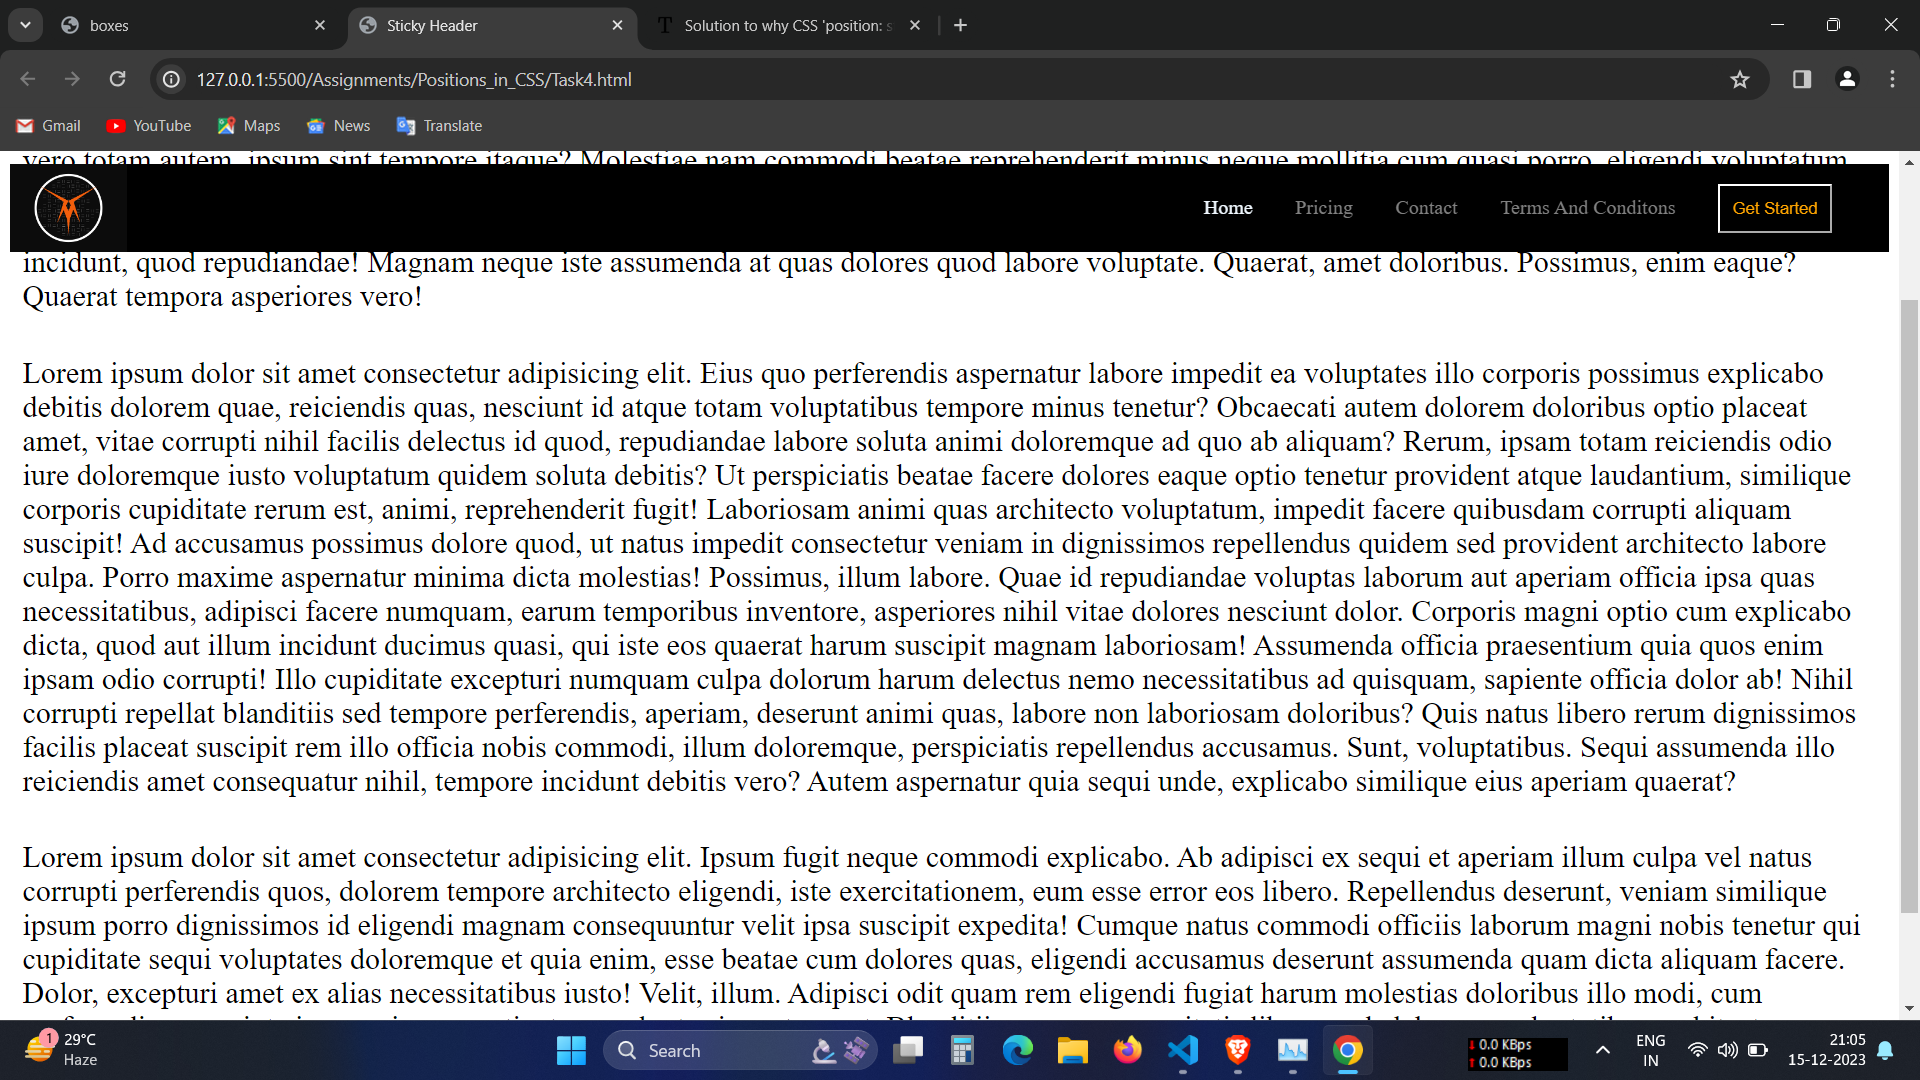 boxes
Sticky Header
Solution to why CSS 'position: s
127.0.0.1:5500/Assignments/Positions_in_CSS/Task4.html
Gmail YouTube Maps News Translate
vero totam autem, ipsum sint tempore itaque? Molestiae nam commodi beatae reprehenderit minus neque mollitia cum quasi porro, eligendi voluptatum
Home Pricing Contact Terms And Conditons Get Started
incidunt, quod repudiandae! Magnam neque iste assumenda at quas dolores quod labore voluptate. Quaerat, amet doloribus. Possimus, enim eaque?
Quaerat tempora asperiores vero!
Lorem ipsum dolor sit amet consectetur adipisicing elit. Eius quo perferendis aspernatur labore impedit ea voluptates illo corporis possimus explicabo
debitis dolorem quae, reiciendis quas, nesciunt id atque totam voluptatibus tempore minus tenetur? Obcaecati autem dolorem doloribus optio placeat
amet, vitae corrupti nihil facilis delectus id quod, repudiandae labore soluta animi doloremque ad quo ab aliquam? Rerum, ipsam totam reiciendis odio
iure doloremque iusto voluptatum quidem soluta debitis? Ut perspiciatis beatae facere dolores eaque optio tenetur provident atque laudantium, similique
corporis cupiditate rerum est, animi, reprehenderit fugit! Laboriosam animi quas architecto voluptatum, impedit facere quibusdam corrupti aliquam
suscipit! Ad accusamus possimus dolore quod, ut natus impedit consectetur veniam in dignissimos repellendus quidem sed provident architecto labore
culpa. Porro maxime aspernatur minima dicta molestias! Possimus, illum labore. Quae id repudiandae voluptas laborum aut aperiam officia ipsa quas
necessitatibus, adipisci facere numquam, earum temporibus inventore, asperiores nihil vitae dolores nesciunt dolor. Corporis magni optio cum explicabo
dicta, quod aut illum incidunt ducimus quasi, qui iste eos quaerat harum suscipit magnam laboriosam! Assumenda officia praesentium quia quos enim
ipsam odio corrupti! Illo cupiditate excepturi numquam culpa dolorum harum delectus nemo necessitatibus ad quisquam, sapiente officia dolor ab! Nihil
corrupti repellat blanditiis sed tempore perferendis, aperiam, deserunt animi quas, labore non laboriosam doloribus? Quis natus libero rerum dignissimos
facilis placeat suscipit rem illo officia nobis commodi, illum doloremque, perspiciatis repellendus accusamus. Sunt, voluptatibus. Sequi assumenda illo
reiciendis amet consequatur nihil, tempore incidunt debitis vero? Autem aspernatur quia sequi unde, explicabo similique eius aperiam quaerat?
Lorem ipsum dolor sit amet consectetur adipisicing elit. Ipsum fugit neque commodi explicabo. Ab adipisci ex sequi et aperiam illum culpa vel natus
corrupti perferendis quos, dolorem tempore architecto eligendi, iste exercitationem, eum esse error eos libero. Repellendus deserunt, veniam similique
ipsum porro dignissimos id eligendi magnam consequuntur velit ipsa suscipit expedita! Cumque natus commodi officiis laborum magni nobis tenetur qui
cupiditate sequi voluptates doloremque et quia enim, esse beatae cum dolores quas, eligendi accusamus deserunt assumenda quam dicta aliquam facere.
Dolor, excepturi amet ex alias necessitatibus iusto! Velit, illum. Adipisci odit quam rem eligendi fugiat harum molestias doloribus illo modi, cum
1
29°C
Haze
Search
0.0 KBps
0.0 KBps
ENG
IN
21:05
15-12-2023